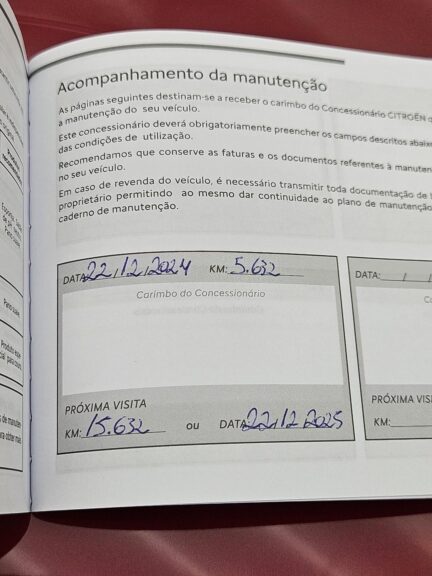 Acompanhamento da manutenção
As páginas seguintes destinam-se a receber o carimbo do Concessionário CITROËN
a manutenção do seu veículo.
Este concessionário deverá obrigatoriamente preencher os campos descritos
das condições de utilização.
Recomendamos que conserve as faturas e os documentos referentes à
no seu veículo.
Em caso de revenda do veículo, é necessário transmitir toda documentação de
proprietário permitindo ao mesmo dar continuidade ao plano de manutenção
caderno de manutenção.
DATA: 22/12/2024 KM: 5.632
Carimbo do Concessionário
PRÓXIMA VISITA
KM: 15.632 ou DATA: 22/12/2025
DATA: / /
PRÓXIMA
KM: